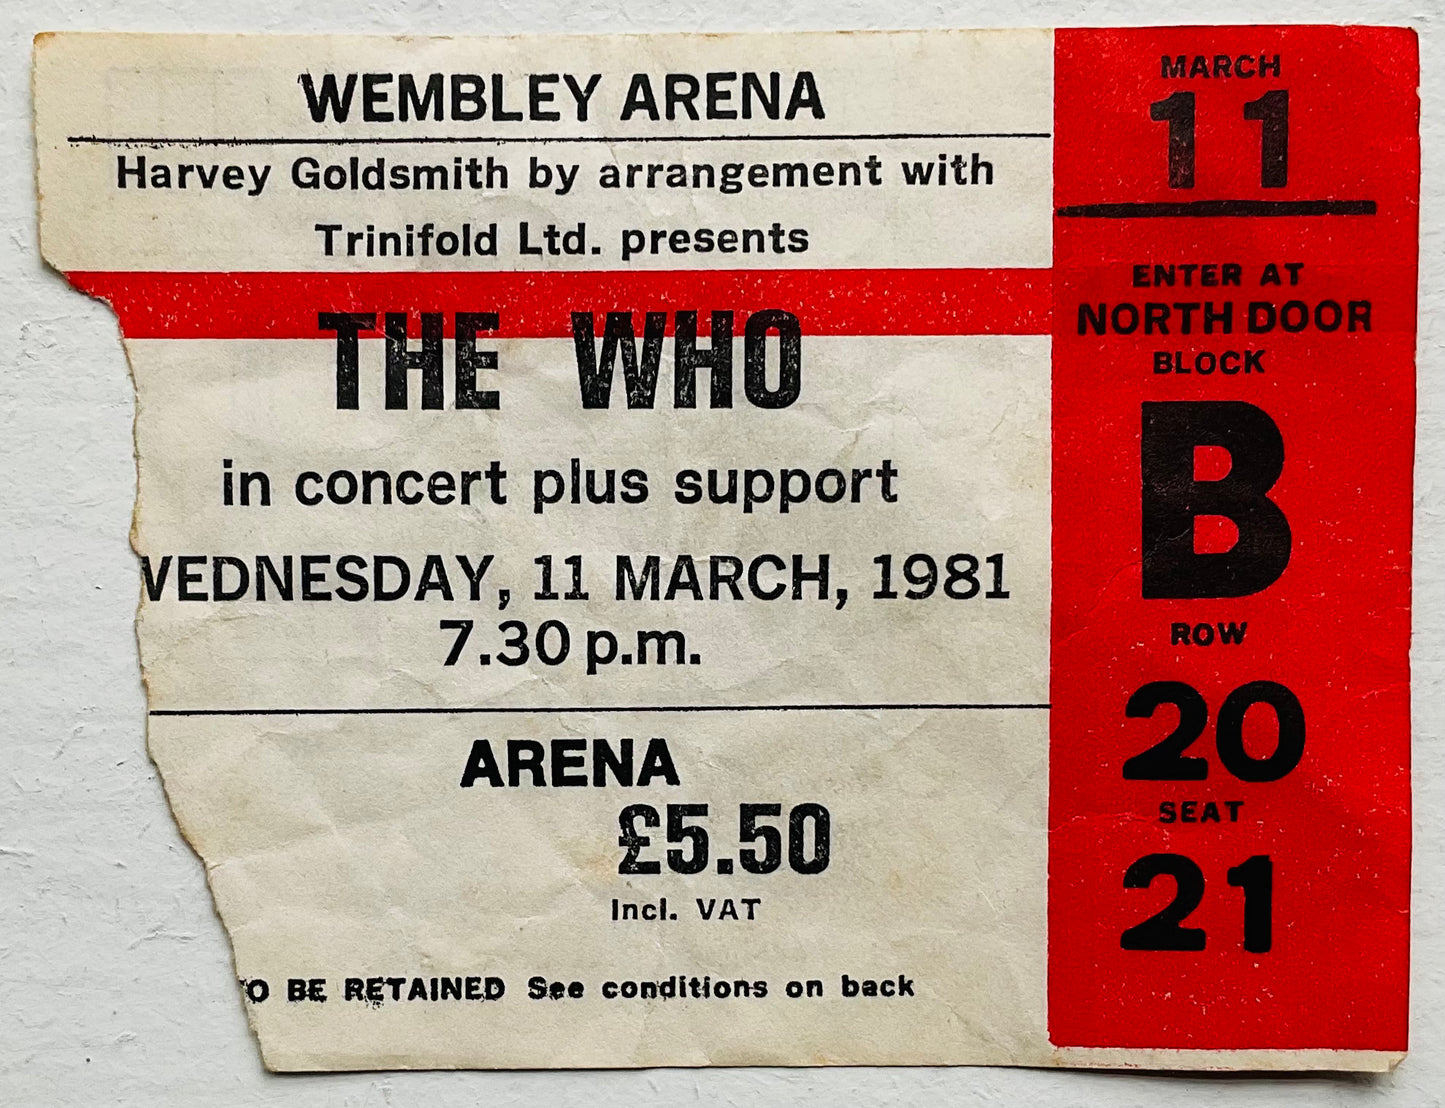 WEMBLEY ARENA
Harvey Goldsmith by arrangement with
Trinifold Ltd. presents
THE WHO
in concert plus support
WEDNESDAY, 11 MARCH, 1981
7.30 p.m.
ARENA
£5.50
Incl. VAT
TO BE RETAINED See conditions on back
MARCH
11
ENTER AT
NORTH DOOR
BLOCK
B
ROW
20
SEAT
21